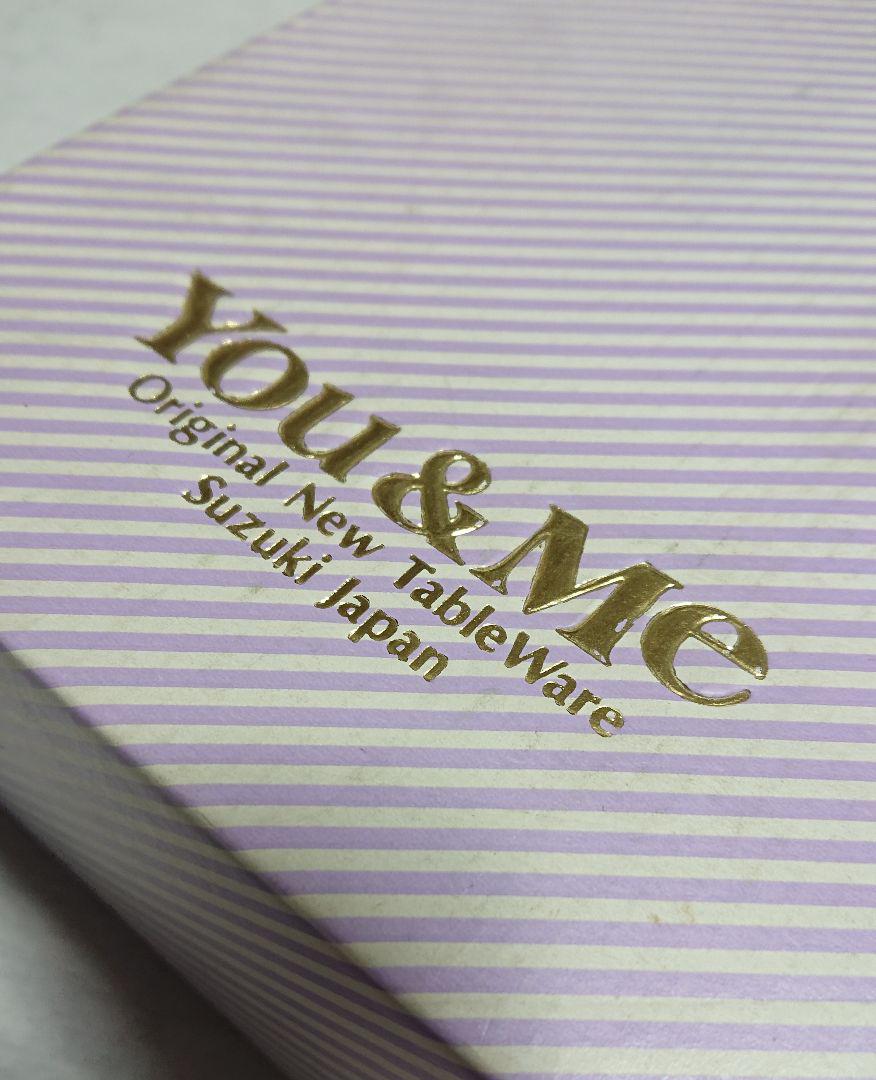 You & Me
Original New TableWare
Suzuki Japan